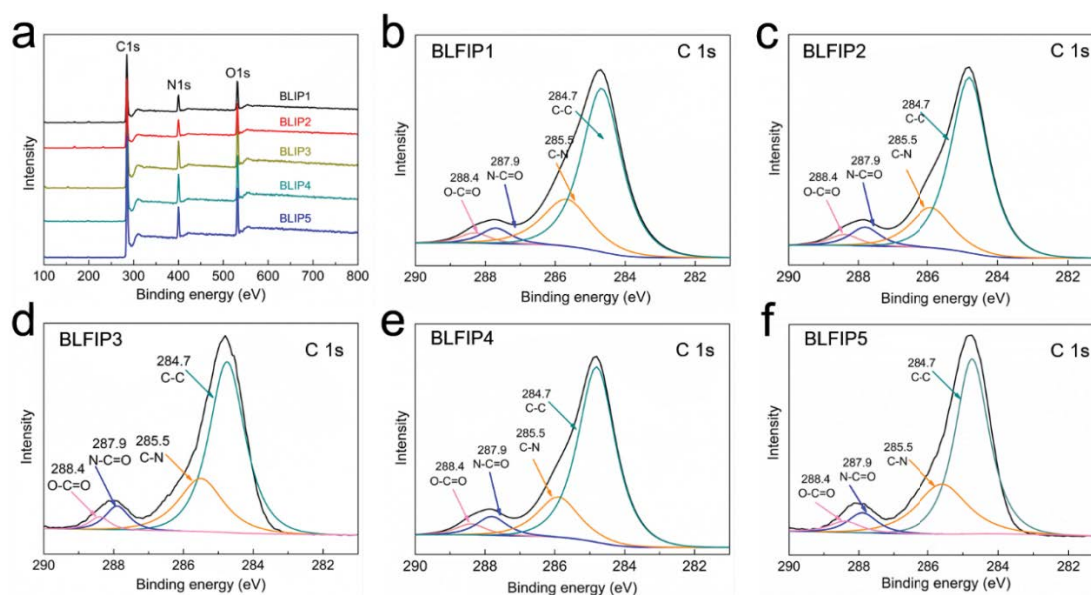 a
C1s
N1s
O1s
BLIP1
BLIP2
BLIP3
BLIP4
BLIP5
Intensity
100 200 300 400 500 600 700 800
Binding energy (eV)
b
BLFIP1
C 1s
284.7
C-C
285.5
C-N
287.9
N-C=O
288.4
O-C=O
Intensity
290 288 286 284 282
Binding energy (eV)
c
BLFIP2
C 1s
284.7
C-C
285.5
C-N
287.9
N-C=O
288.4
O-C=O
Intensity
290 288 286 284 282
Binding energy (eV)
d
BLFIP3
C 1s
284.7
C-C
285.5
C-N
287.9
N-C=O
288.4
O-C=O
Intensity
290 288 286 284 282
Binding energy (eV)
e
BLFIP4
C 1s
284.7
C-C
285.5
C-N
287.9
N-C=O
288.4
O-C=O
Intensity
290 288 286 284 282
Binding energy (eV)
f
BLFIP5
C 1s
284.7
C-C
285.5
C-N
287.9
N-C=O
288.4
O-C=O
Intensity
290 288 286 284 282
Binding energy (eV)